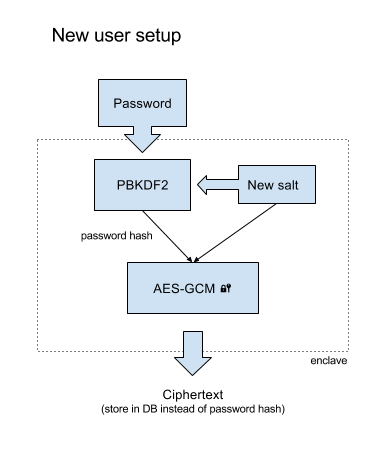 New user setup
Password
PBKDF2
New salt
password hash
AES-GCM 🔐
enclave
Ciphertext
(store in DB instead of password hash)